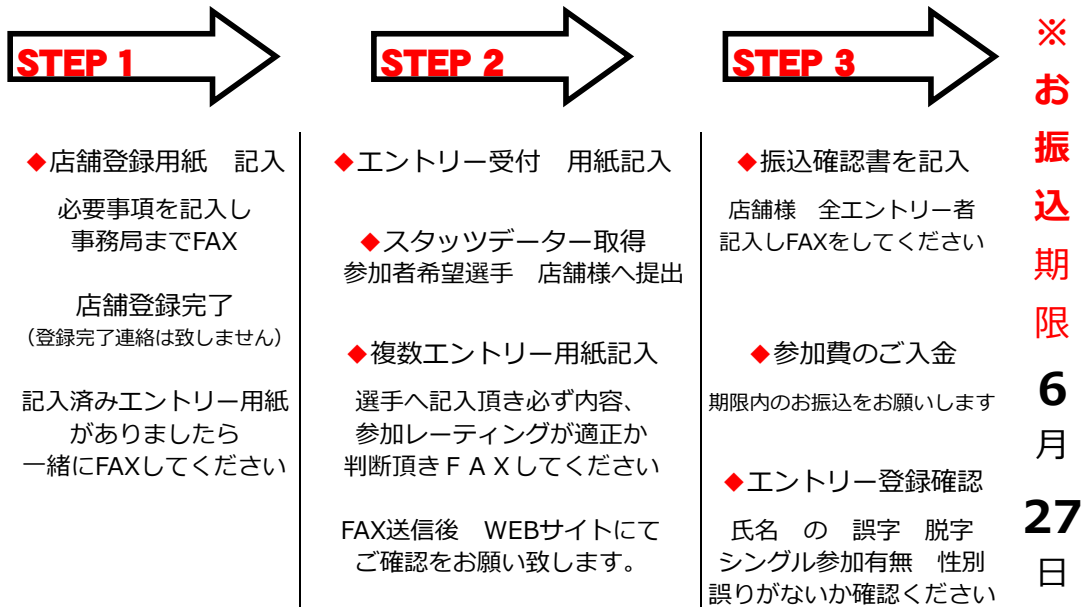 STEP 1
◆店舗登録用紙　記入
必要事項を記入し
事務局までFAX
店舗登録完了
（登録完了連絡は致しません）
記入済みエントリー用紙
がありましたら
一緒にFAXしてください
STEP 2
◆エントリー受付　用紙記入
◆スタッツデーター取得
参加者希望選手　店舗様へ提出
◆複数エントリー用紙記入
選手へ記入頂き必ず内容、
参加レーティングが適正か
判断頂きＦＡＸしてください
FAX送信後　WEBサイトにて
ご確認をお願い致します。
STEP 3
◆振込確認書を記入
店舗様　全エントリー者
記入しFAXをしてください
◆参加費のご入金
期限内のお振込をお願いします
◆エントリー登録確認
氏名　の　誤字　脱字
シングル参加有無　性別
誤りがないか確認ください
※お振込期限6月27日